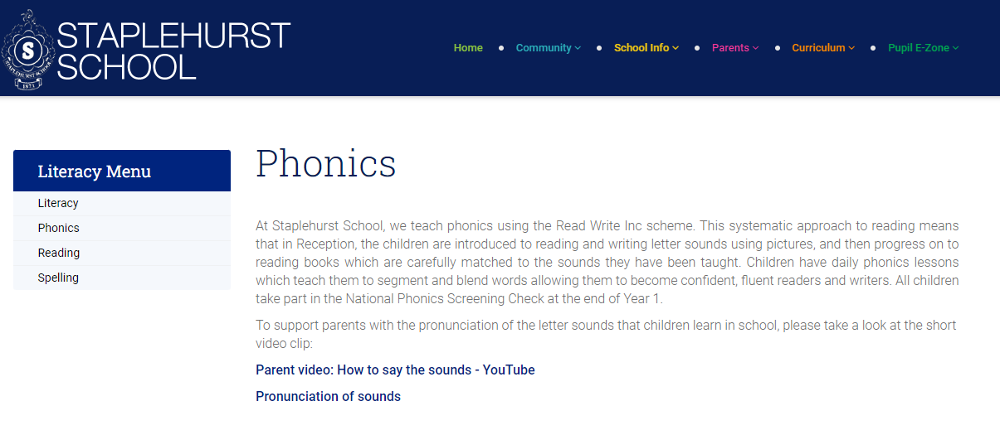 STAPLEHURST
SCHOOL
S
STAPLEHURST SCHOOL
1873
Home
Community
School Info
Parents
Curriculum
Pupil E-Zone
Literacy Menu
Literacy
Phonics
Reading
Spelling
Phonics
At Staplehurst School, we teach phonics using the Read Write Inc scheme. This systematic approach to reading means
that in Reception, the children are introduced to reading and writing letter sounds using pictures, and then progress on to
reading books which are carefully matched to the sounds they have been taught. Children have daily phonics lessons
which teach them to segment and blend words allowing them to become confident, fluent readers and writers. All children
take part in the National Phonics Screening Check at the end of Year 1.
To support parents with the pronunciation of the letter sounds that children learn in school, please take a look at the short
video clip:
Parent video: How to say the sounds - YouTube
Pronunciation of sounds